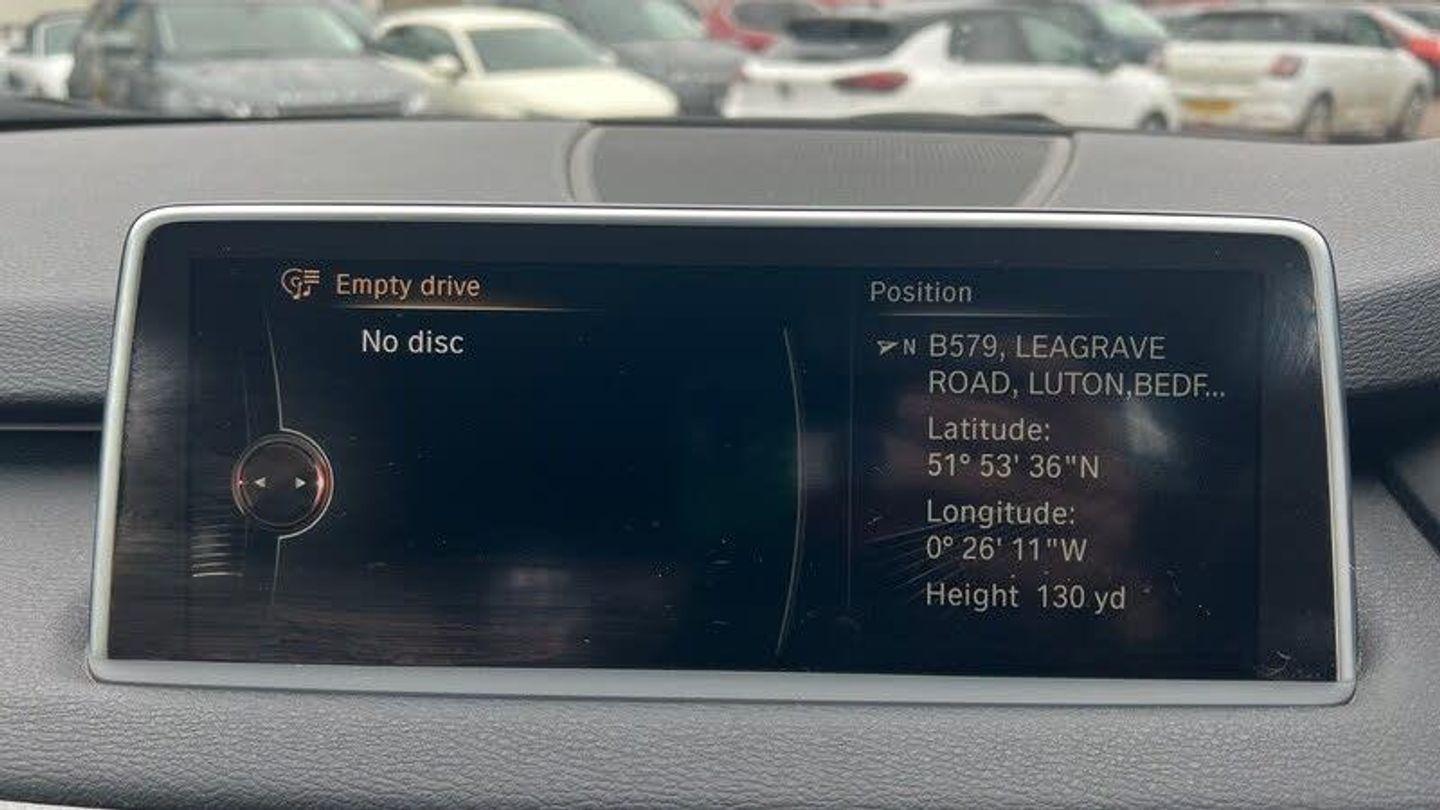 Empty drive
No disc
Position
N B579, LEAGRAVE
ROAD, LUTON,BEDF...
Latitude:
51° 53' 36"N
Longitude:
0° 26' 11"W
Height 130 yd